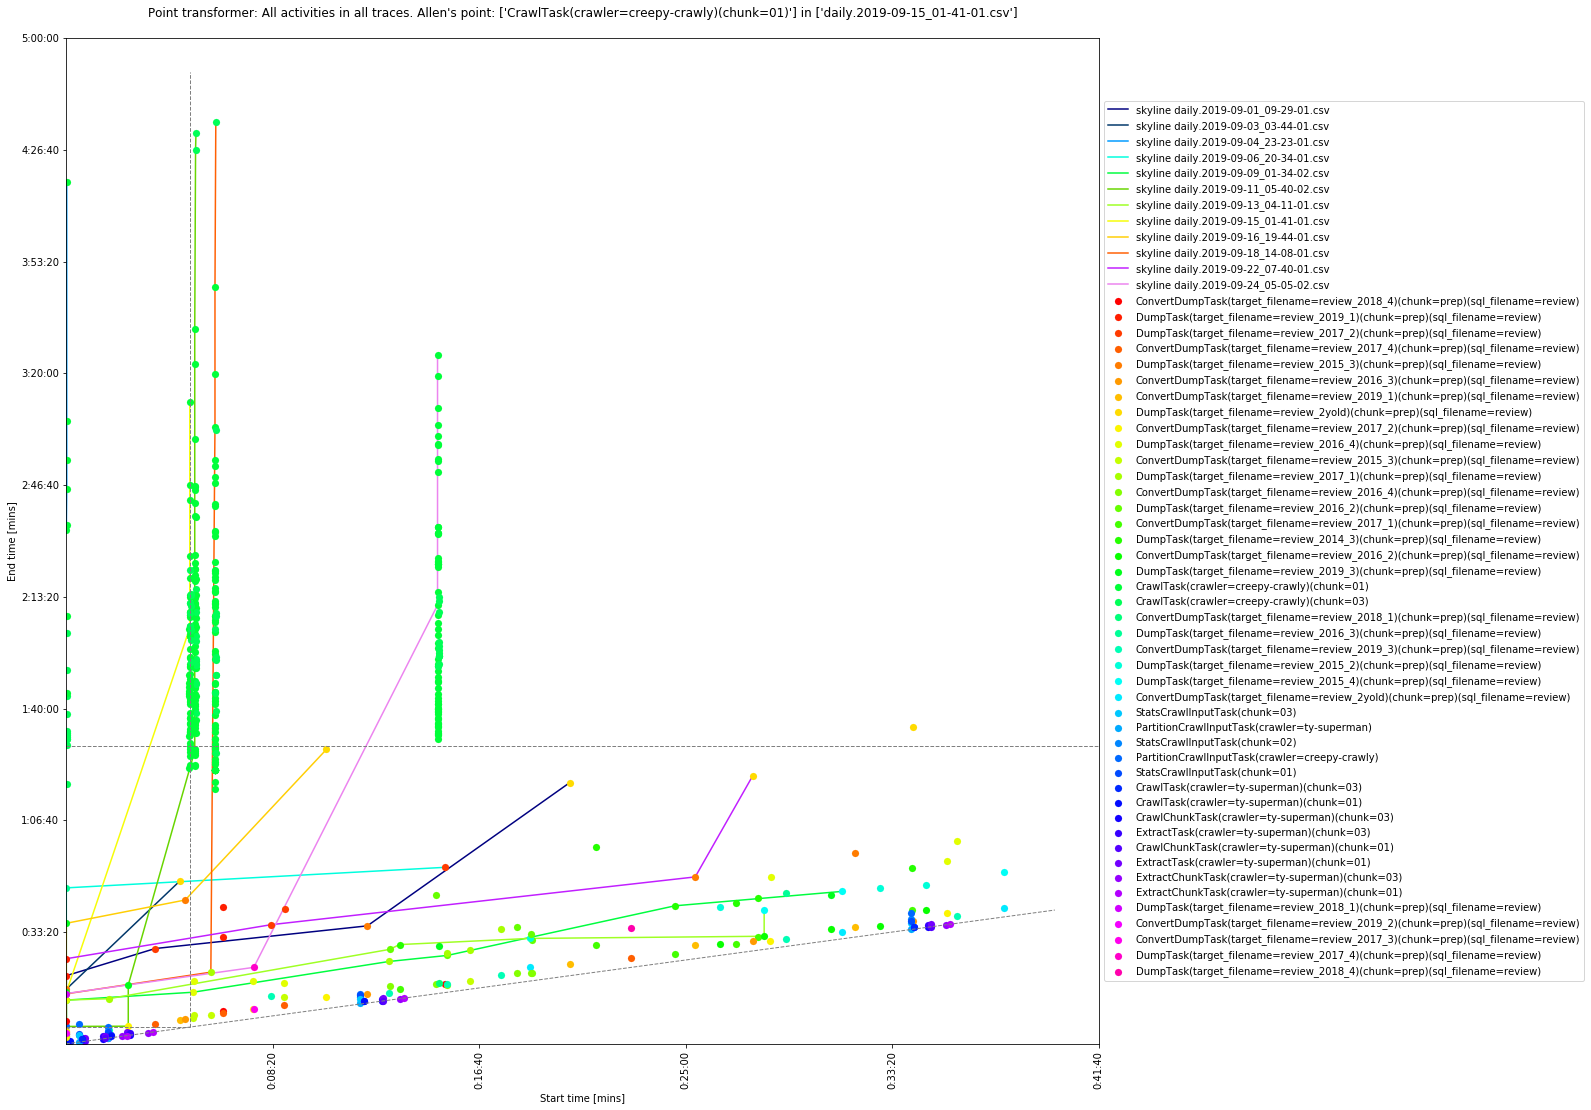 Point transformer: All activities in all traces. Allen's point: ['CrawlTask(crawler=creepy-crawly)(chunk=01)'] in ['daily.2019-09-15_01-41-01.csv']
End time [mins]
5:00:00
4:26:40
3:53:20
3:20:00
2:46:40
2:13:20
1:40:00
1:06:40
0:33:20
0:08:20
0:16:40
0:25:00
0:33:20
0:41:40
Start time [mins]
skyline daily.2019-09-01_09-29-01.csv
skyline daily.2019-09-03_03-44-01.csv
skyline daily.2019-09-04_23-23-01.csv
skyline daily.2019-09-06_20-34-01.csv
skyline daily.2019-09-09_01-34-02.csv
skyline daily.2019-09-11_05-40-02.csv
skyline daily.2019-09-13_04-11-01.csv
skyline daily.2019-09-15_01-41-01.csv
skyline daily.2019-09-16_19-44-01.csv
skyline daily.2019-09-18_14-08-01.csv
skyline daily.2019-09-22_07-40-01.csv
skyline daily.2019-09-24_05-05-02.csv
ConvertDumpTask(target_filename=review_2018_4)(chunk=prep)(sql_filename=review)
DumpTask(target_filename=review_2019_1)(chunk=prep)(sql_filename=review)
DumpTask(target_filename=review_2017_2)(chunk=prep)(sql_filename=review)
ConvertDumpTask(target_filename=review_2017_4)(chunk=prep)(sql_filename=review)
DumpTask(target_filename=review_2015_3)(chunk=prep)(sql_filename=review)
ConvertDumpTask(target_filename=review_2016_3)(chunk=prep)(sql_filename=review)
ConvertDumpTask(target_filename=review_2019_1)(chunk=prep)(sql_filename=review)
DumpTask(target_filename=review_2yold)(chunk=prep)(sql_filename=review)
ConvertDumpTask(target_filename=review_2017_2)(chunk=prep)(sql_filename=review)
DumpTask(target_filename=review_2016_4)(chunk=prep)(sql_filename=review)
ConvertDumpTask(target_filename=review_2015_3)(chunk=prep)(sql_filename=review)
DumpTask(target_filename=review_2017_1)(chunk=prep)(sql_filename=review)
ConvertDumpTask(target_filename=review_2016_4)(chunk=prep)(sql_filename=review)
DumpTask(target_filename=review_2016_2)(chunk=prep)(sql_filename=review)
ConvertDumpTask(target_filename=review_2017_1)(chunk=prep)(sql_filename=review)
DumpTask(target_filename=review_2014_3)(chunk=prep)(sql_filename=review)
ConvertDumpTask(target_filename=review_2016_2)(chunk=prep)(sql_filename=review)
DumpTask(target_filename=review_2019_3)(chunk=prep)(sql_filename=review)
CrawlTask(crawler=creepy-crawly)(chunk=01)
CrawlTask(crawler=creepy-crawly)(chunk=03)
ConvertDumpTask(target_filename=review_2018_1)(chunk=prep)(sql_filename=review)
DumpTask(target_filename=review_2016_3)(chunk=prep)(sql_filename=review)
ConvertDumpTask(target_filename=review_2019_3)(chunk=prep)(sql_filename=review)
DumpTask(target_filename=review_2015_2)(chunk=prep)(sql_filename=review)
DumpTask(target_filename=review_2015_4)(chunk=prep)(sql_filename=review)
ConvertDumpTask(target_filename=review_2yold)(chunk=prep)(sql_filename=review)
StatsCrawlInputTask(chunk=03)
PartitionCrawlInputTask(crawler=ty-superman)
StatsCrawlInputTask(chunk=02)
PartitionCrawlInputTask(crawler=creepy-crawly)
StatsCrawlInputTask(chunk=01)
CrawlTask(crawler=ty-superman)(chunk=03)
CrawlTask(crawler=ty-superman)(chunk=01)
CrawlChunkTask(crawler=ty-superman)(chunk=03)
ExtractTask(crawler=ty-superman)(chunk=03)
CrawlChunkTask(crawler=ty-superman)(chunk=01)
ExtractTask(crawler=ty-superman)(chunk=01)
ExtractChunkTask(crawler=ty-superman)(chunk=03)
ExtractChunkTask(crawler=ty-superman)(chunk=01)
DumpTask(target_filename=review_2018_1)(chunk=prep)(sql_filename=review)
ConvertDumpTask(target_filename=review_2019_2)(chunk=prep)(sql_filename=review)
ConvertDumpTask(target_filename=review_2017_3)(chunk=prep)(sql_filename=review)
DumpTask(target_filename=review_2017_4)(chunk=prep)(sql_filename=review)
DumpTask(target_filename=review_2018_4)(chunk=prep)(sql_filename=review)